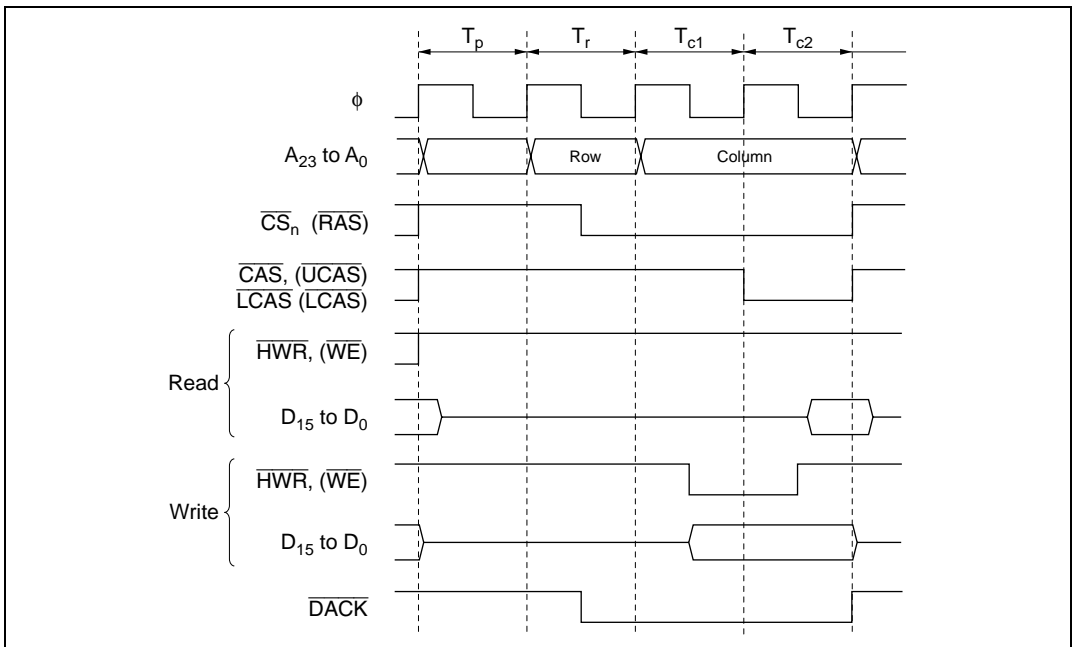 Tp Tr Tc1 Tc2
ϕ
A23 to A0 Row Column
CSn (RAS)
CAS, (UCAS)
LCAS (LCAS)
Read
HWR, (WE)
D15 to D0
Write
HWR, (WE)
D15 to D0
DACK